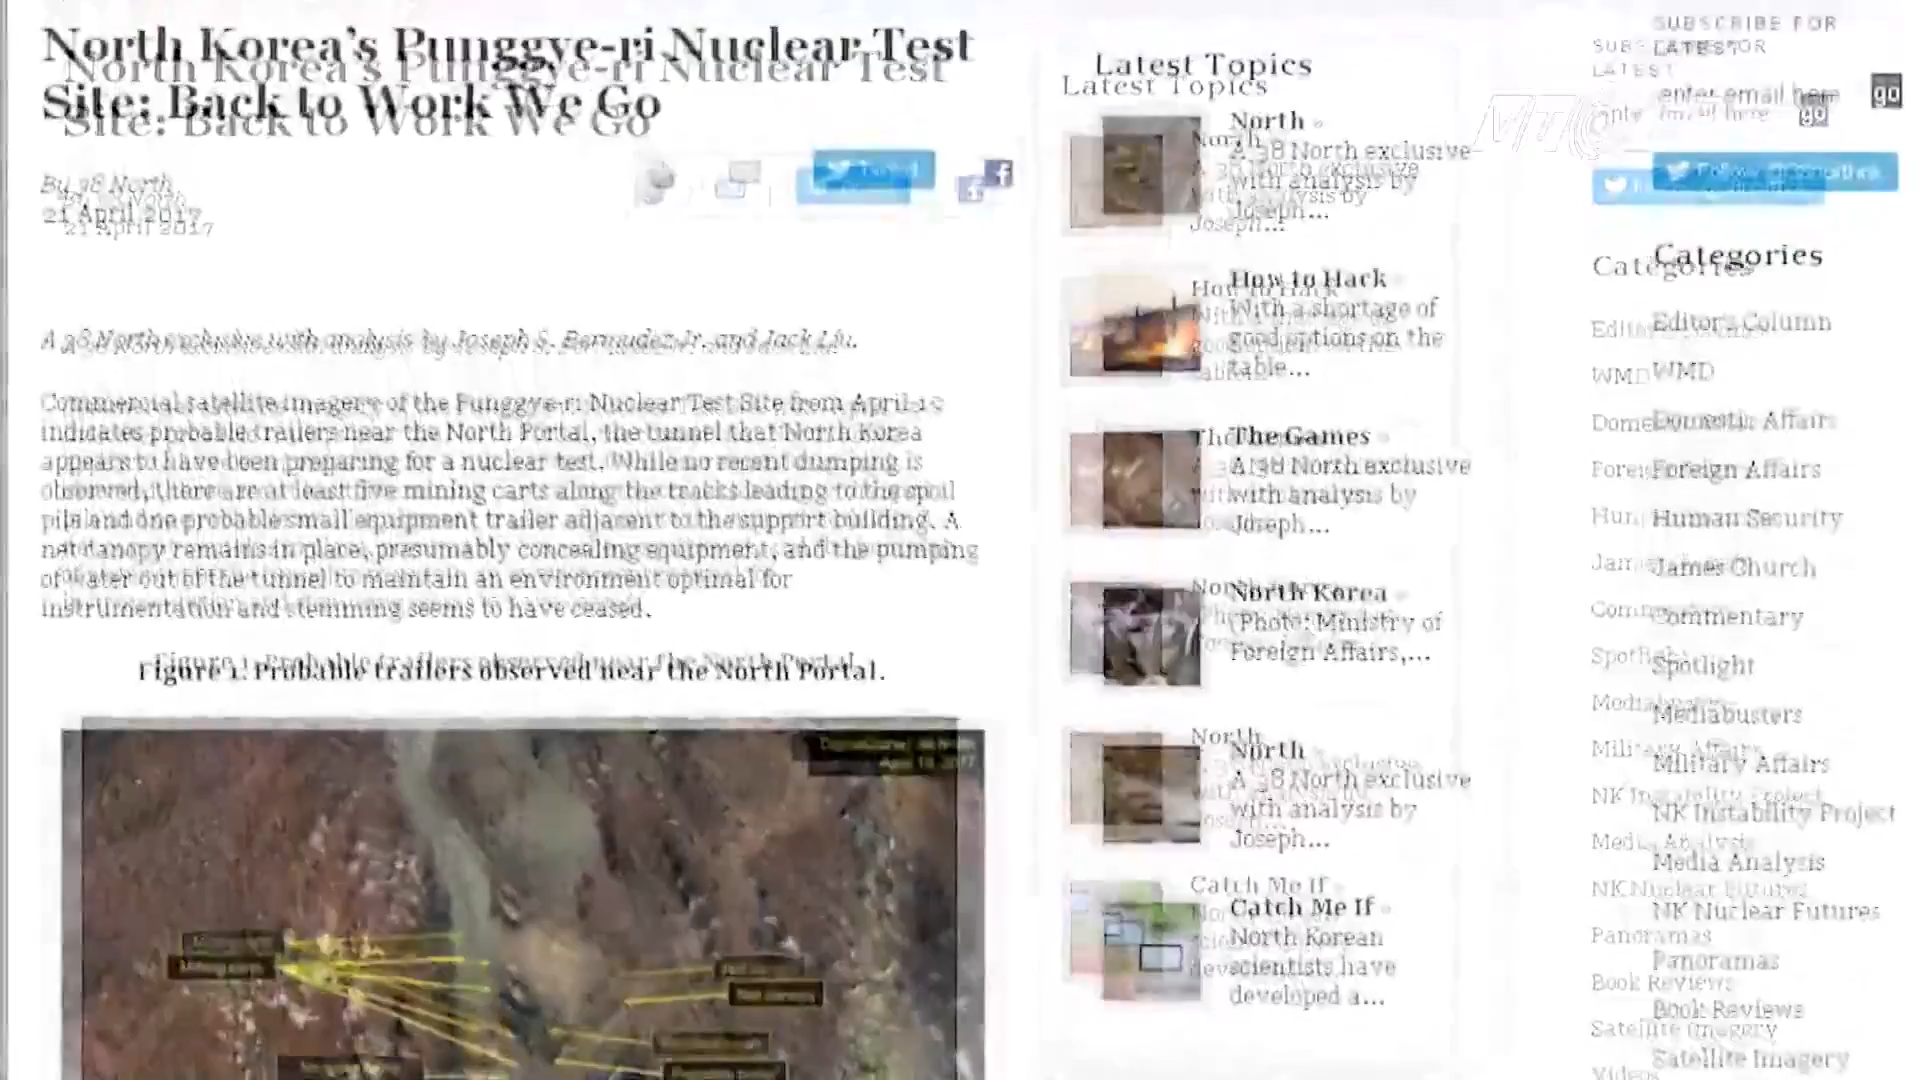 North Korea's Punggye-ri Nuclear Test
Site: Back to Work We Go
By 38 North
21 April 2017
A 38 North exclusive with analysis by Joseph S. Bermudez Jr. and Jack Liu.
Commercial satellite imagery of the Punggye-ri Nuclear Test Site from April
indicates probable trailers near the North Portal, the tunnel that North Korea
appears to have been preparing for a nuclear test. While no recent dumping is
observed, there are at least five mining carts along the tracks leading to the spoil
pile and one probable small equipment trailer adjacent to the support building. A
net canopy remains in place, presumably concealing equipment, and the pumping
of water out of the tunnel to maintain an environment optimal for
instrumentation and stemming seems to have ceased.
Figure 1. Probable trailers observed near the North Portal.
Latest Topics
North
A 38 North exclusive
with analysis by
Joseph...
How to Hack
With a shortage of
good options on the
table...
The Games
A 38 North exclusive
with analysis by
Joseph...
North Korea
(Photo: Ministry of
Foreign Affairs,...
North
A 38 North exclusive
with analysis by
Joseph...
Catch Me If
North Korean
scientists have
developed a...
SUBSCRIBE FOR
LATEST
enter email here
go
Follow
Categories
Editor's Column
WMD
Domestic Affairs
Foreign Affairs
Human Security
James Church
Commentary
Spotlight
Mediabusters
Military Affairs
NK Instability Project
Media Analysis
NK Nuclear Futures
Panoramas
Book Reviews
Satellite Imagery
Videos